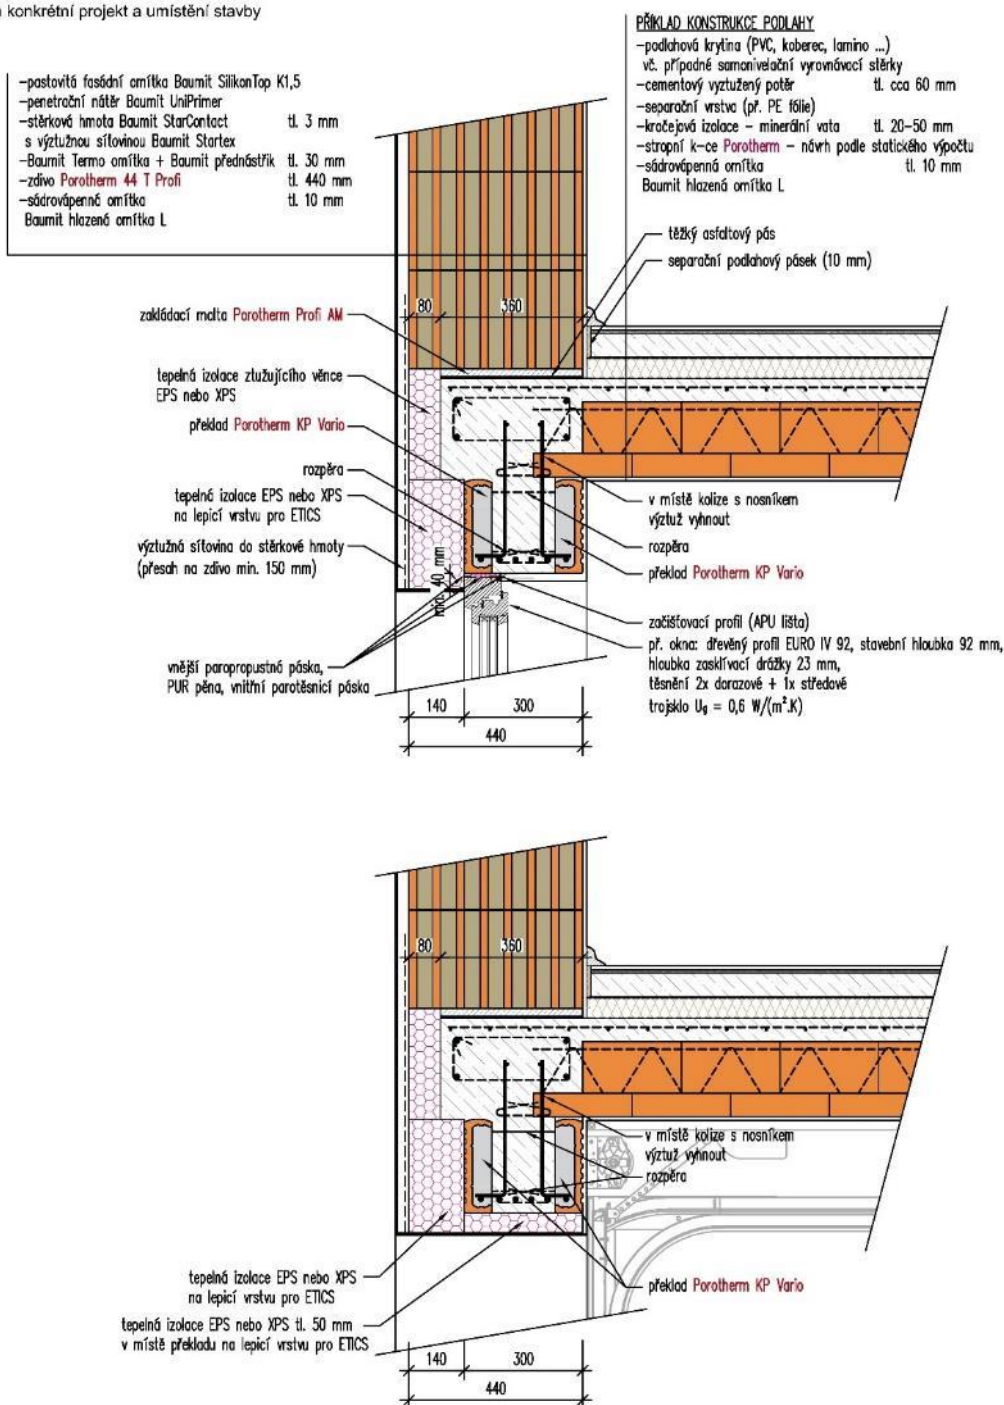 konkrétní projekt a umístění stavby
-pastovitá fasádní omítka Baumit SilikonTop K1,5
-penetrační nátěr Baumit UniPrimer
-stěrková hmota Baumit StarContact tl. 3 mm
s výztužnou síťovinou Baumit Startex
-Baumit Termo omítka + Baumit přednástřik tl. 30 mm
-zdivo Porotherm 44 T Profi tl. 440 mm
-sádrovápenná omítka tl. 10 mm
Baumit hlazená omítka L
PŘÍKLAD KONSTRUKCE PODLAHY
-podlahová krytina (PVC, koberec, lamino ...)
vč. případné samonivelační vyrovnávací stěrky
-cementový vyztužený potěr tl. cca 60 mm
-separační vrstva (př. PE fólie)
-kročejová izolace - minerální vata tl. 20-50 mm
-stropní k-ce Porotherm - návrh podle statického výpočtu
-sádrovápenná omítka tl. 10 mm
Baumit hlazená omítka L
těžký asfaltový pás
separační podlahový pásek (10 mm)
80 360
zakládací malta Porotherm Profi AM
tepelná izolace ztužujícího věnce
EPS nebo XPS
překlad Porotherm KP Vario
rozpěra
tepelná izolace EPS nebo XPS
na lepicí vrstvu pro ETICS
výztužná síťovina do stěrkové hmoty
(přesah na zdivo min. 150 mm)
min. 40 mm
vnější paropropustná páska,
PUR pěna, vnitřní parotěsnicí páska
v místě kolize s nosníkem
výztuž vyhnout
rozpěra
překlad Porotherm KP Vario
začišťovací profil (APU lišta)
př. okna: dřevěný profil EURO IV 92, stavební hloubka 92 mm,
hloubka zasklívací drážky 23 mm,
těsnění 2x dorazové + 1x středové
trojsklo Ug = 0,6 W/(m².K)
140 300
440
80 360
v místě kolize s nosníkem
výztuž vyhnout
rozpěra
tepelná izolace EPS nebo XPS
na lepicí vrstvu pro ETICS
překlad Porotherm KP Vario
tepelná izolace EPS nebo XPS tl. 50 mm
v místě překladu na lepicí vrstvu pro ETICS
140 300
440